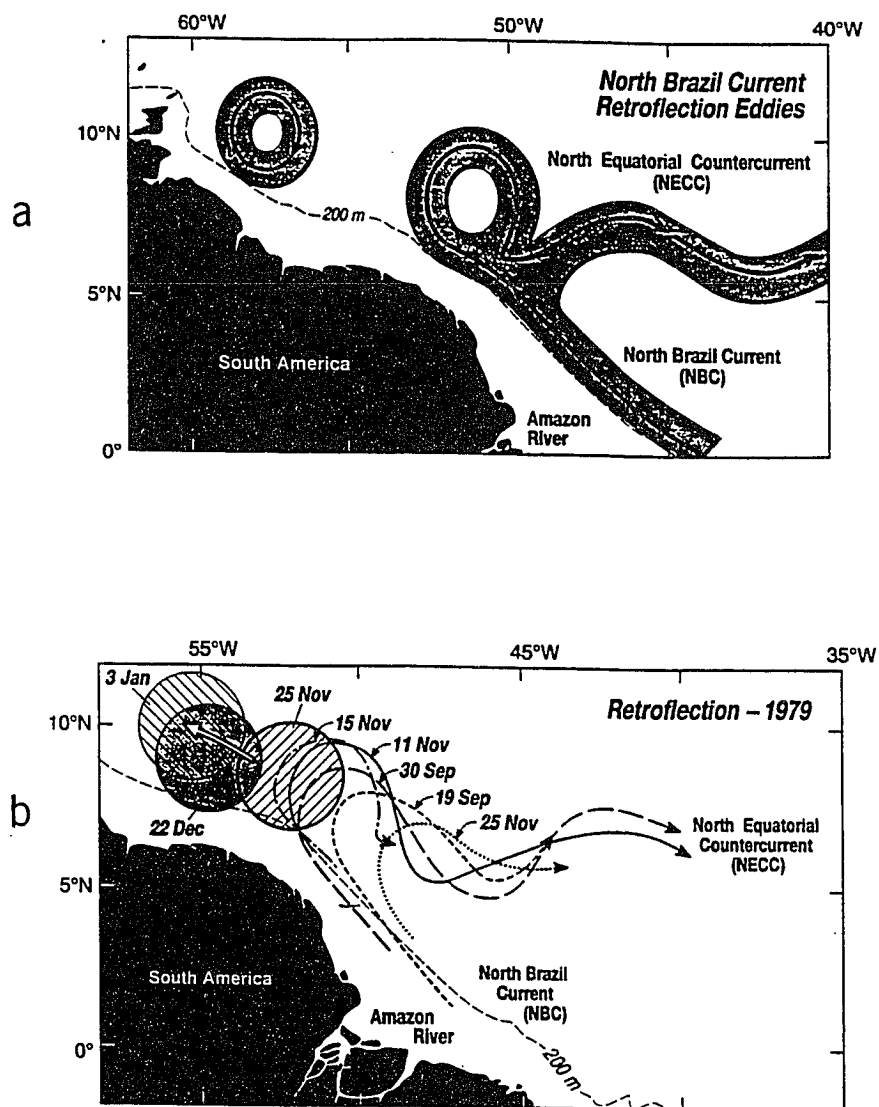 a
60°W
50°W
40°W
North Brazil Current
Retroflection Eddies
10°N
North Equatorial Countercurrent
(NECC)
200 m
5°N
South America
North Brazil Current
(NBC)
Amazon
River
0°
b
55°W
45°W
35°W
3 Jan
25 Nov
Retroflection – 1979
10°N
15 Nov
11 Nov
30 Sep
19 Sep
25 Nov
22 Dec
North Equatorial
Countercurrent
(NECC)
5°N
South America
North Brazil
Current
(NBC)
Amazon
River
0°
200 m